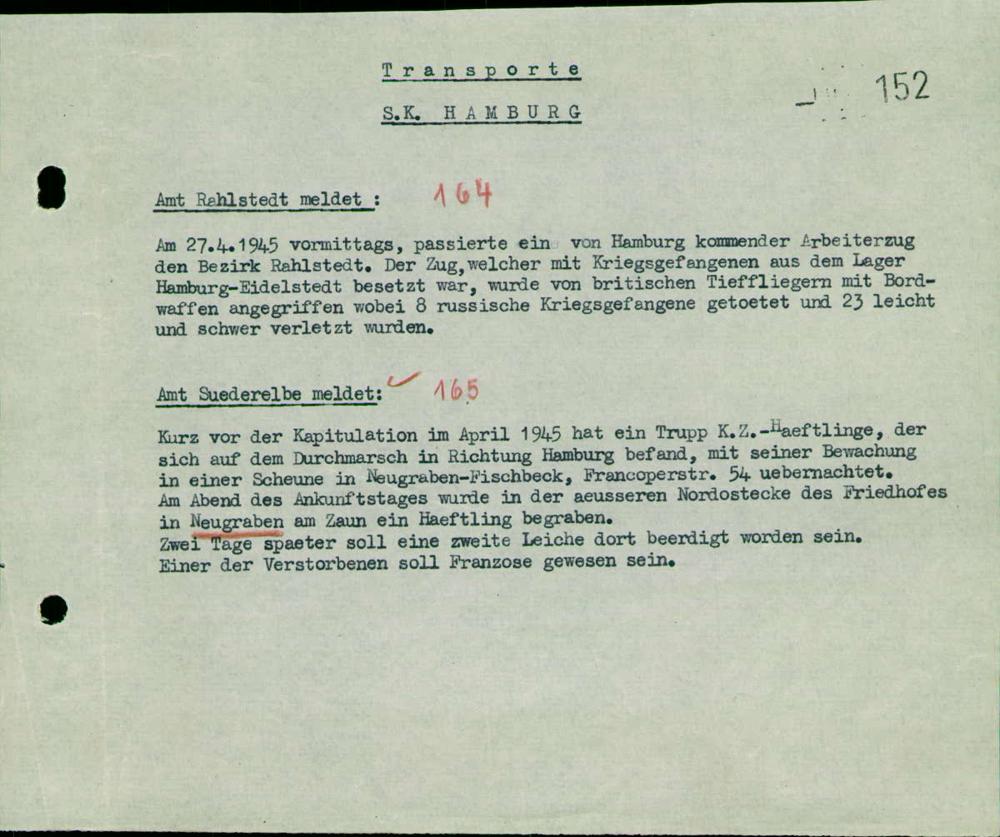 Transporte
152
S.K. HAMBURG
Amt Rahlstedt meldet : 164
Am 27.4.1945 vormittags, passierte ein von Hamburg kommender Arbeiterzug
den Bezirk Rahlstedt. Der Zug,welcher mit Kriegsgefangenen aus dem Lager
Hamburg-Eidelstedt besetzt war, wurde von britischen Tieffliegern mit Bord-
waffen angegriffen wobei 8 russische Kriegsgefangene getoetet und 23 leicht
und schwer verletzt wurden.
Amt Suederelbe meldet: 165
Kurz vor der Kapitulation im April 1945 hat ein Trupp K.Z.-Haeftlinge, der
sich auf dem Durchmarsch in Richtung Hamburg befand, mit seiner Bewachung
in einer Scheune in Neugraben-Fischbeck, Francoperstr. 54 uebernachtet.
Am Abend des Ankunftstages wurde in der aeusseren Nordostecke des Friedhofes
in Neugraben am Zaun ein Haeftling begraben.
Zwei Tage spaeter soll eine zweite Leiche dort beerdigt worden sein.
Einer der Verstorbenen soll Franzose gewesen sein.